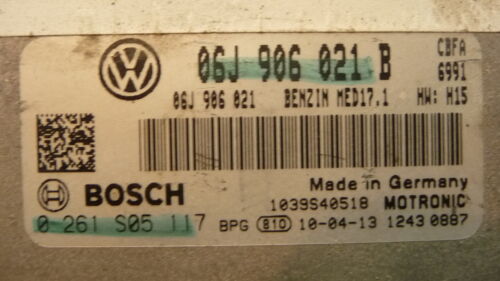 06J 906 021 B CBFA
6991
06J 906 021 BENZIN MED17.1 HW: H15
BOSCH
Made in Germany
1039S40518 MOTRONIC
0 261 S05 117 BPG 810 10-04-13 1243 0887